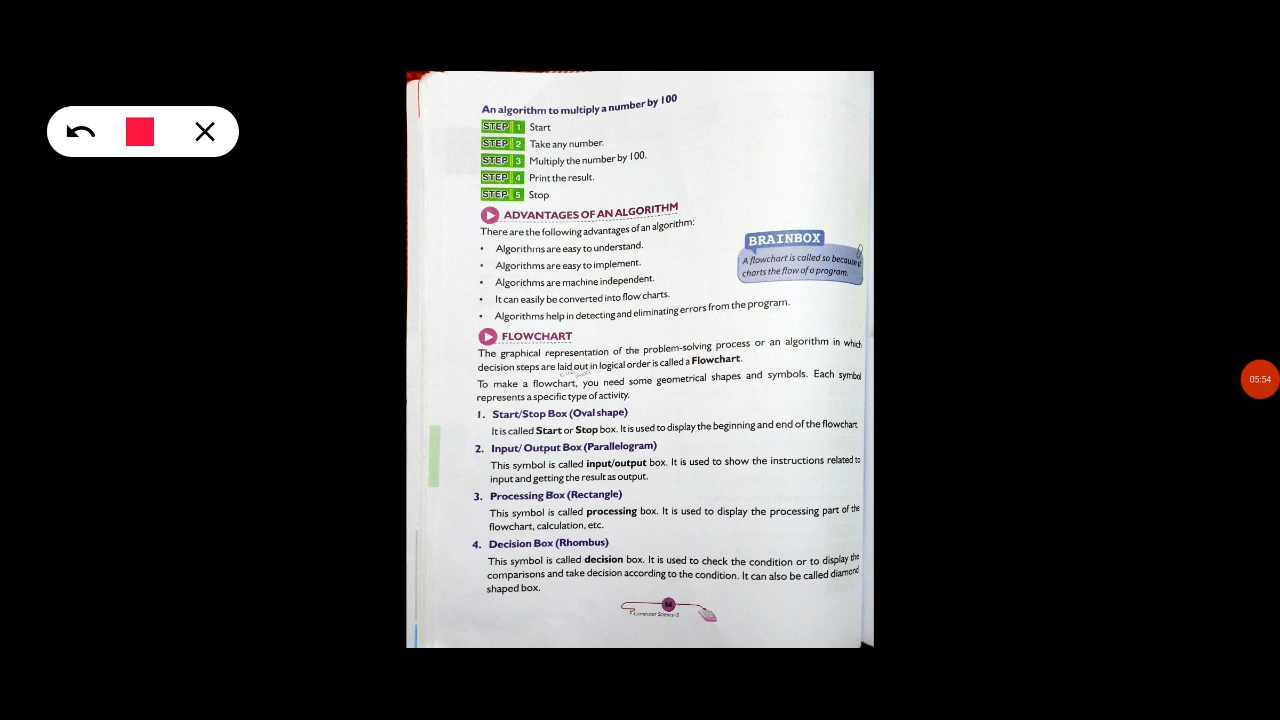 An algorithm to multiply a number by 100
STEP 1 Start
STEP 2 Take any number.
STEP 3 Multiply the number by 100.
STEP 4 Print the result.
STEP 5 Stop
ADVANTAGES OF AN ALGORITHM
There are the following advantages of an algorithm:
• Algorithms are easy to understand.
• Algorithms are easy to implement.
• Algorithms are machine independent.
• It can easily be converted into flow charts.
• Algorithms help in detecting and eliminating errors from the program.
BRAINBOX
A flowchart is called so because it
charts the flow of a program.
FLOWCHART
The graphical representation of the problem-solving process or an algorithm in which
decision steps are laid out in logical order is called a Flowchart.
To make a flowchart, you need some geometrical shapes and symbols. Each symbol
represents a specific type of activity.
1. Start/Stop Box (Oval shape)
It is called Start or Stop box. It is used to display the beginning and end of the flowchart
2. Input/ Output Box (Parallelogram)
This symbol is called input/output box. It is used to show the instructions related to
input and getting the result as output.
3. Processing Box (Rectangle)
This symbol is called processing box. It is used to display the processing part of the
flowchart, calculation, etc.
4. Decision Box (Rhombus)
This symbol is called decision box. It is used to check the condition or to display the
comparisons and take decision according to the condition. It can also be called diamond
shaped box.
Computer Science-5
05:54